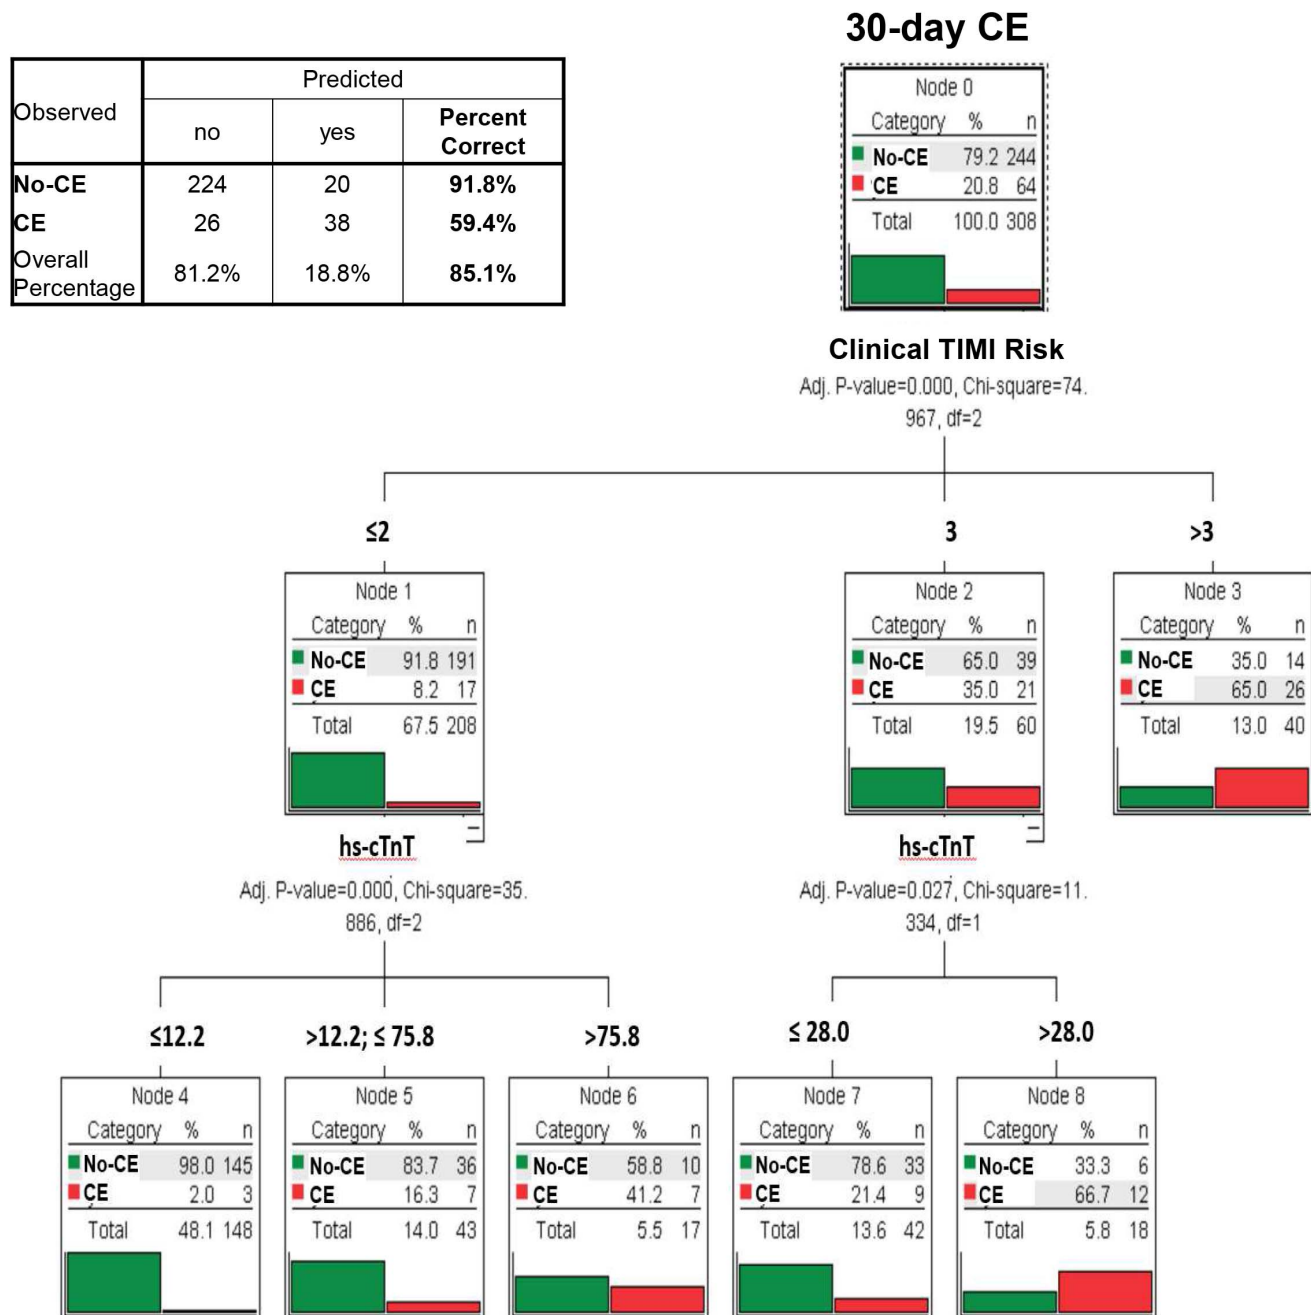 30-day CE
Observed
Predicted
no yes Percent Correct
No-CE 224 20 91.8%
CE 26 38 59.4%
Overall Percentage 81.2% 18.8% 85.1%
Node 0
Category % n
No-CE 79.2 244
CE 20.8 64
Total 100.0 308
Clinical TIMI Risk
Adj. P-value=0.000, Chi-square=74.
967, df=2
≤2
3
>3
Node 1
Category % n
No-CE 91.8 191
CE 8.2 17
Total 67.5 208
Node 2
Category % n
No-CE 65.0 39
CE 35.0 21
Total 19.5 60
Node 3
Category % n
No-CE 35.0 14
CE 65.0 26
Total 13.0 40
hs-cTnT
Adj. P-value=0.000, Chi-square=35.
886, df=2
hs-cTnT
Adj. P-value=0.027, Chi-square=11.
334, df=1
≤12.2
>12.2; ≤ 75.8
>75.8
≤ 28.0
>28.0
Node 4
Category % n
No-CE 98.0 145
CE 2.0 3
Total 48.1 148
Node 5
Category % n
No-CE 83.7 36
CE 16.3 7
Total 14.0 43
Node 6
Category % n
No-CE 58.8 10
CE 41.2 7
Total 5.5 17
Node 7
Category % n
No-CE 78.6 33
CE 21.4 9
Total 13.6 42
Node 8
Category % n
No-CE 33.3 6
CE 66.7 12
Total 5.8 18